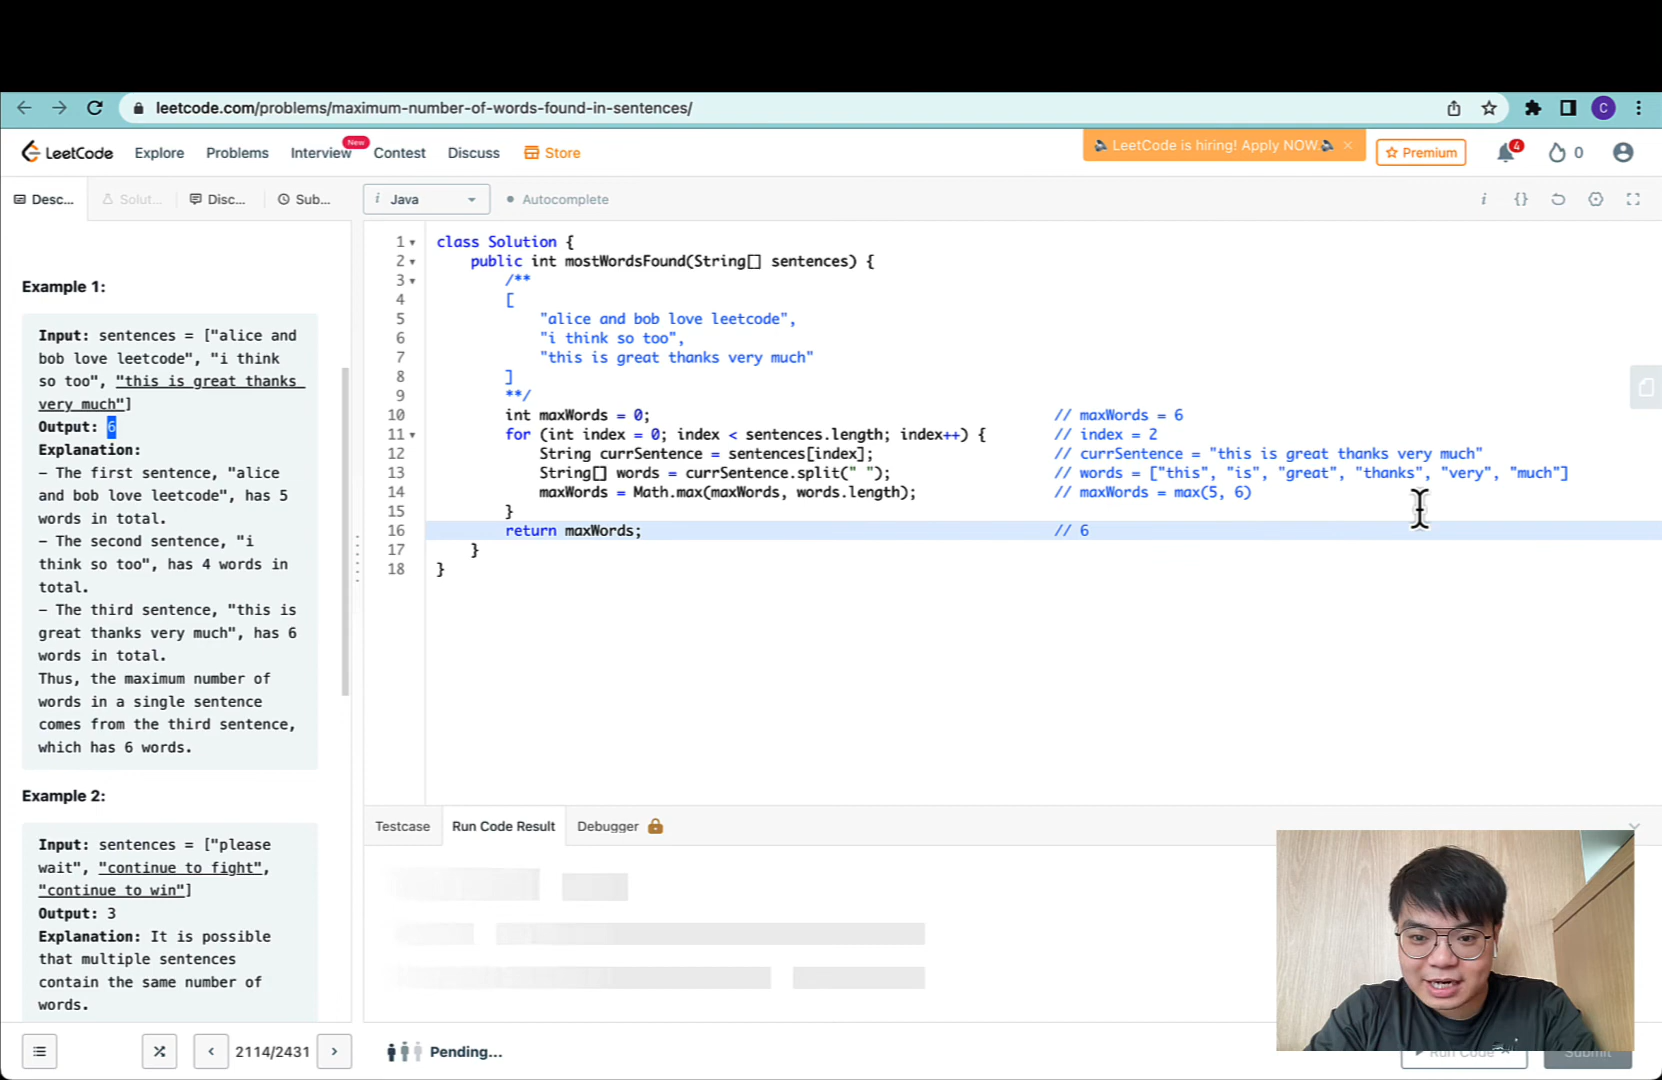 leetcode.com/problems/maximum-number-of-words-found-in-sentences/
C
LeetCode
Explore
Problems
Interview
New
Contest
Discuss
Store
LeetCode is hiring! Apply NOW
Premium
4
0
Desc...
Solut...
Disc...
Sub...
i Java
Autocomplete
Example 1:
Input: sentences = ["alice and
bob love leetcode", "i think
so too", "this is great thanks
very much"]
Output: 6
Explanation:
- The first sentence, "alice
and bob love leetcode", has 5
words in total.
- The second sentence, "i
think so too", has 4 words in
total.
- The third sentence, "this is
great thanks very much", has 6
words in total.
Thus, the maximum number of
words in a single sentence
comes from the third sentence,
which has 6 words.
Example 2:
Input: sentences = ["please
wait", "continue to fight",
"continue to win"]
Output: 3
Explanation: It is possible
that multiple sentences
contain the same number of
words.
1 class Solution {
2 public int mostWordsFound(String[] sentences) {
3 /**
4 [
5 "alice and bob love leetcode",
6 "i think so too",
7 "this is great thanks very much"
8 ]
9 **/
10 int maxWords = 0; // maxWords = 6
11 for (int index = 0; index < sentences.length; index++) { // index = 2
12 String currSentence = sentences[index]; // currSentence = "this is great thanks very much"
13 String[] words = currSentence.split(" "); // words = ["this", "is", "great", "thanks", "very", "much"]
14 maxWords = Math.max(maxWords, words.length); // maxWords = max(5, 6)
15 }
16 return maxWords; // 6
17 }
18 }
Testcase
Run Code Result
Debugger
2114/2431
Pending...
Run Code
Submit